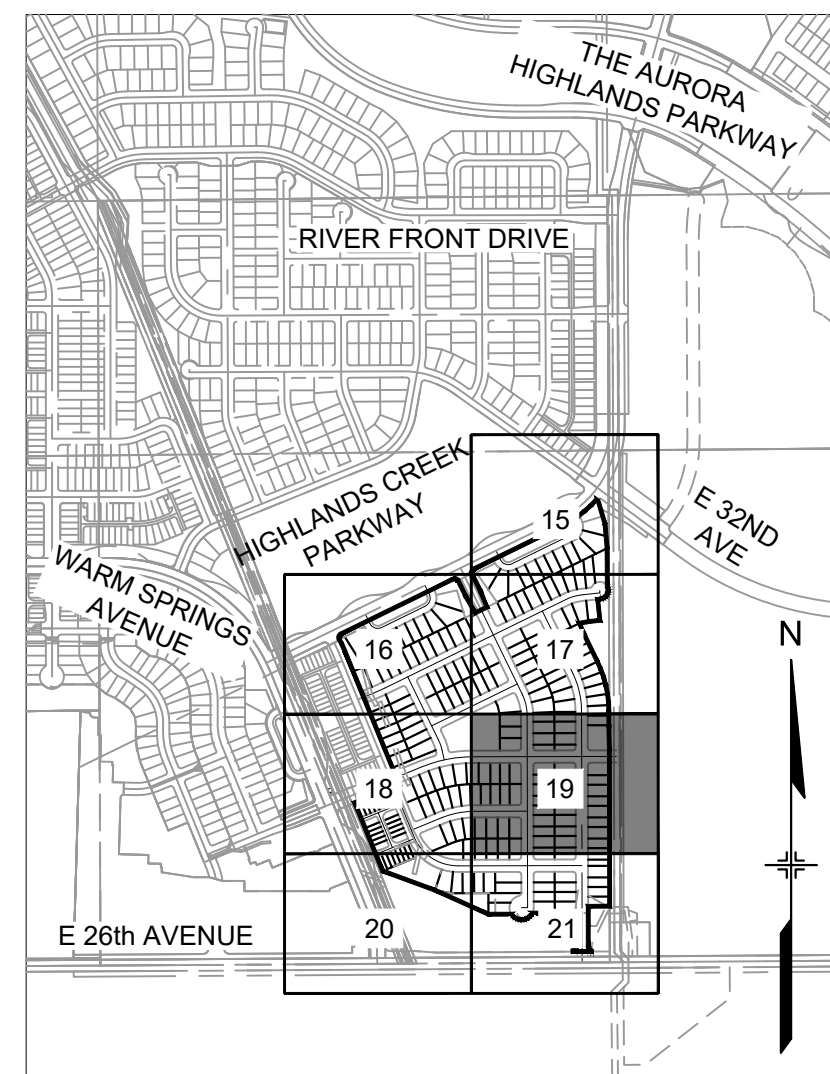 THE AURORA
HIGHLANDS PARKWAY
RIVER FRONT DRIVE
HIGHLANDS CREEK
PARKWAY
E 32ND
AVE
15
WARM SPRINGS
AVENUE
N
16
17
18
19
E 26th AVENUE
20
21